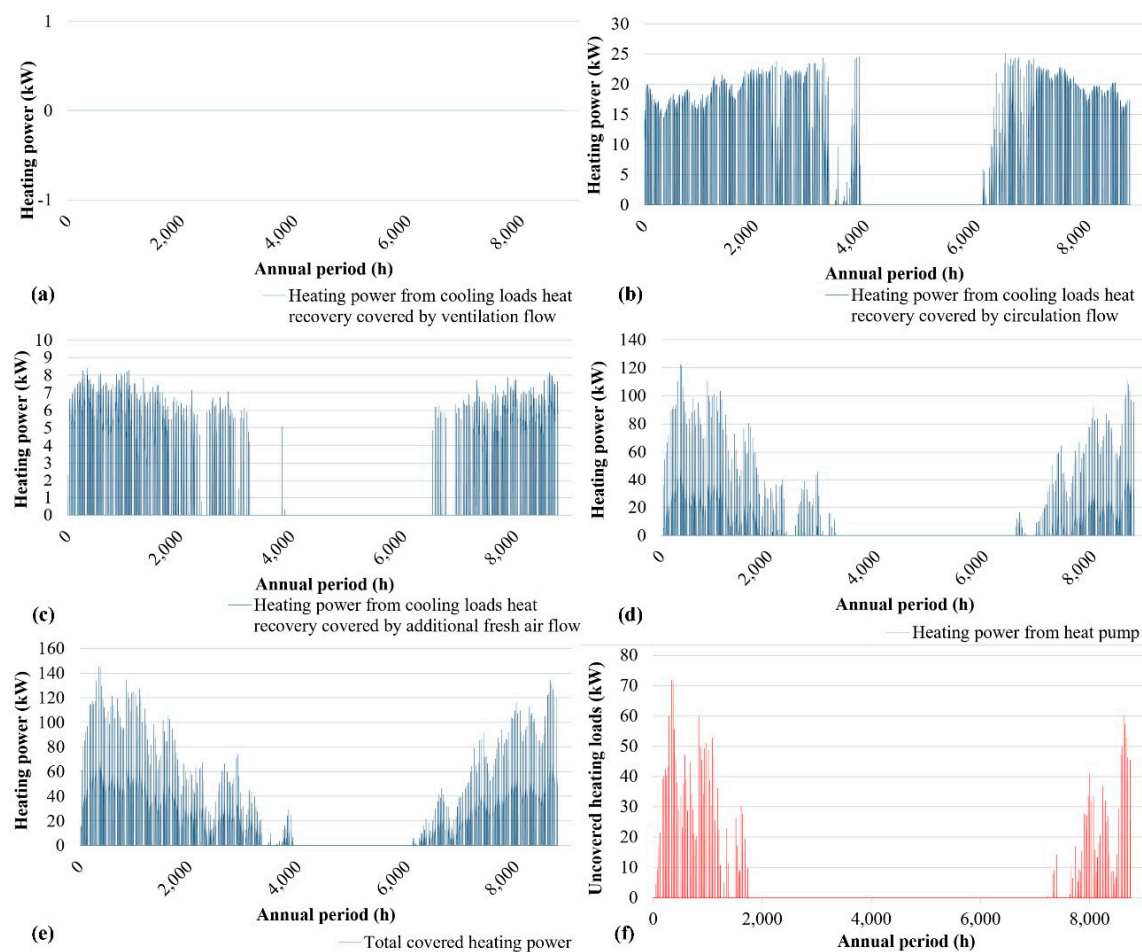 1
0
-1
Heating power (kW)
0
2,000
4,000
6,000
8,000
Annual period (h)
(a)
Heating power from cooling loads heat
recovery covered by ventilation flow
30
25
20
15
10
5
0
Heating power (kW)
0
2,000
4,000
6,000
8,000
Annual period (h)
(b)
Heating power from cooling loads heat
recovery covered by circulation flow
10
9
8
7
6
5
4
3
2
1
0
Heating power (kW)
0
2,000
4,000
6,000
8,000
Annual period (h)
(c)
Heating power from cooling loads heat
recovery covered by additional fresh air flow
140
120
100
80
60
40
20
0
Heating power (kW)
0
2,000
4,000
6,000
8,000
Annual period (h)
(d)
Heating power from heat pump
160
140
120
100
80
60
40
20
0
Heating power (kW)
0
2,000
4,000
6,000
8,000
Annual period (h)
(e)
Total covered heating power
80
70
60
50
40
30
20
10
0
Uncovered heating loads (kW)
0
2,000
4,000
6,000
8,000
Annual period (h)
(f)